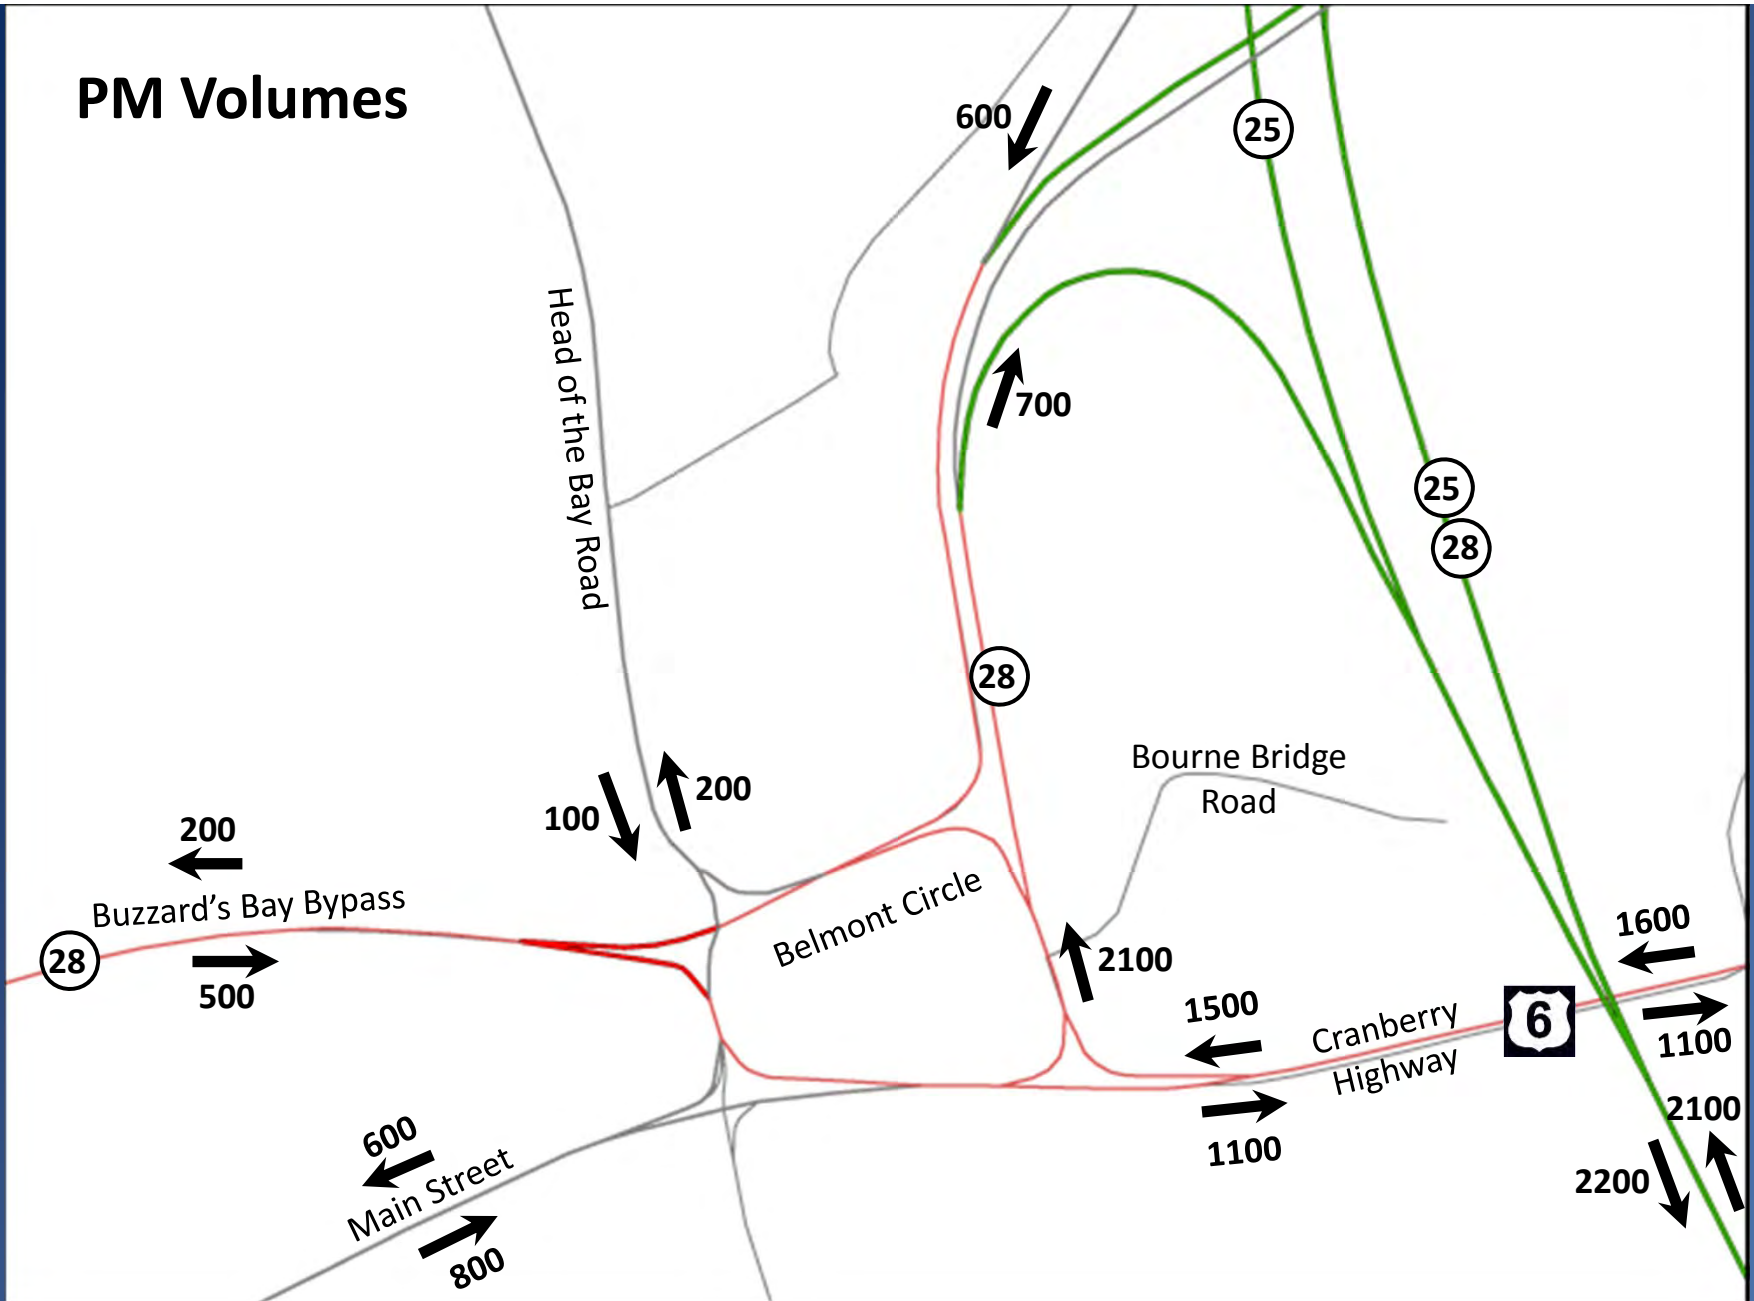 PM Volumes
600
25
700
Head of the Bay Road
25
28
28
Bourne Bridge
Road
200
100
200
Buzzard's Bay Bypass
28
500
Belmont Circle
2100
1500
Cranberry
Highway
6
1600
1100
1100
2100
2200
600
Main Street
800